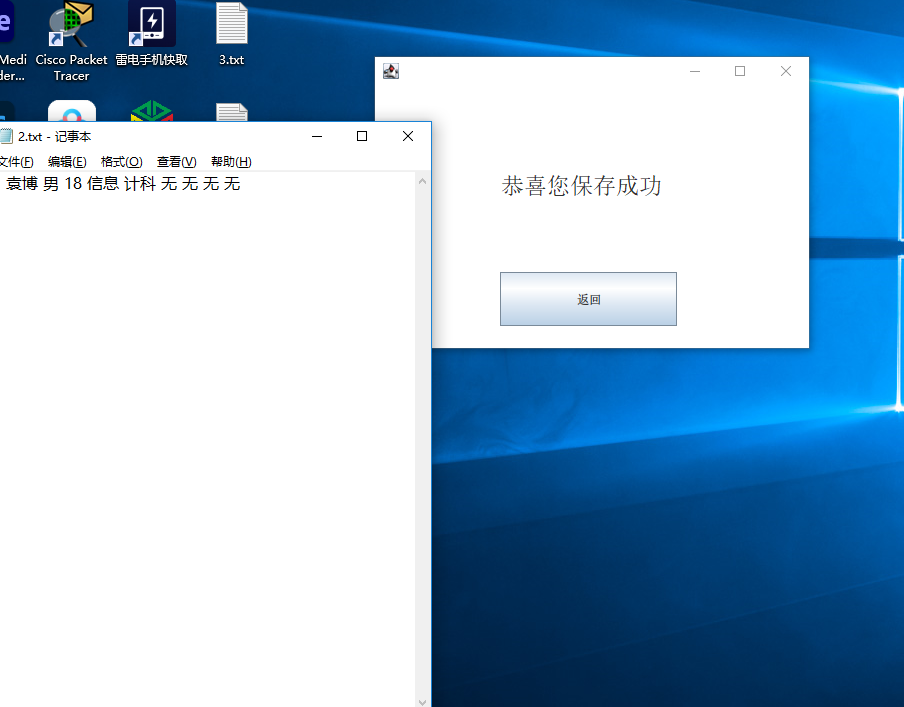 Medi
der...
Cisco Packet
Tracer
雷电手机快取
3.txt
2.txt - 记事本
文件(F) 编辑(E) 格式(O) 查看(V) 帮助(H)
袁博 男 18 信息 计科 无 无 无 无
恭喜您保存成功
返回